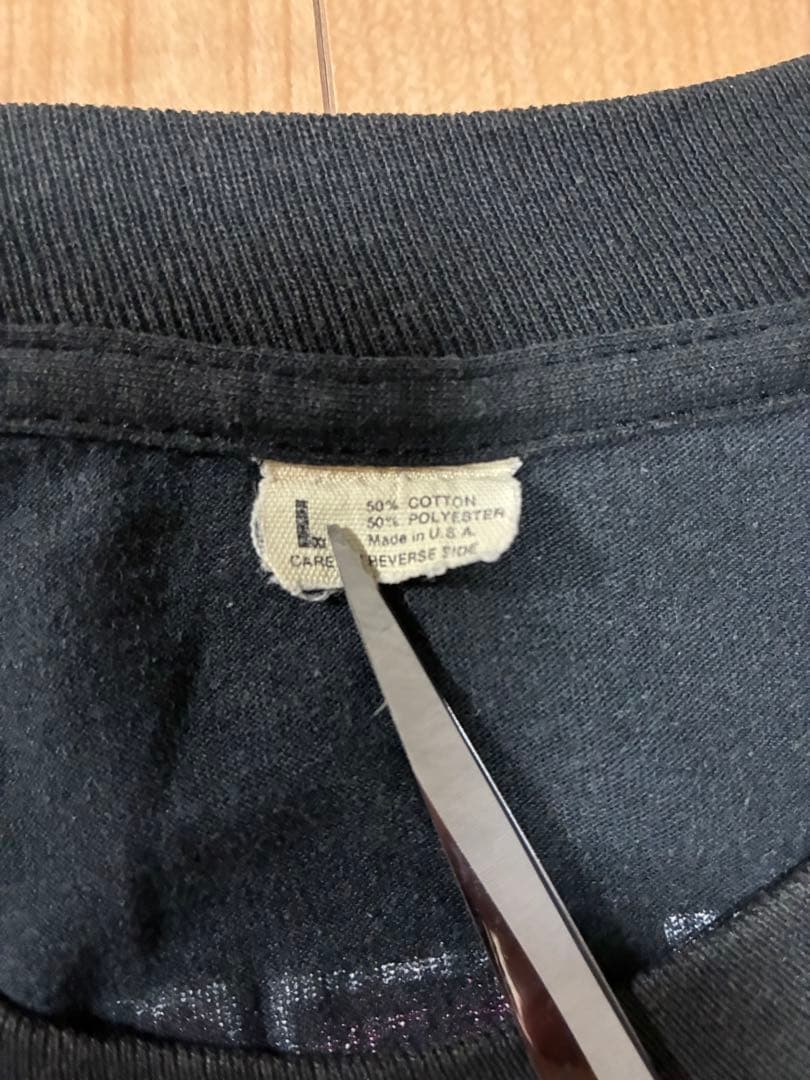 L
50% COTTON
50% POLYESTER
Made in U.S.A.
CARE REVERSE SIDE